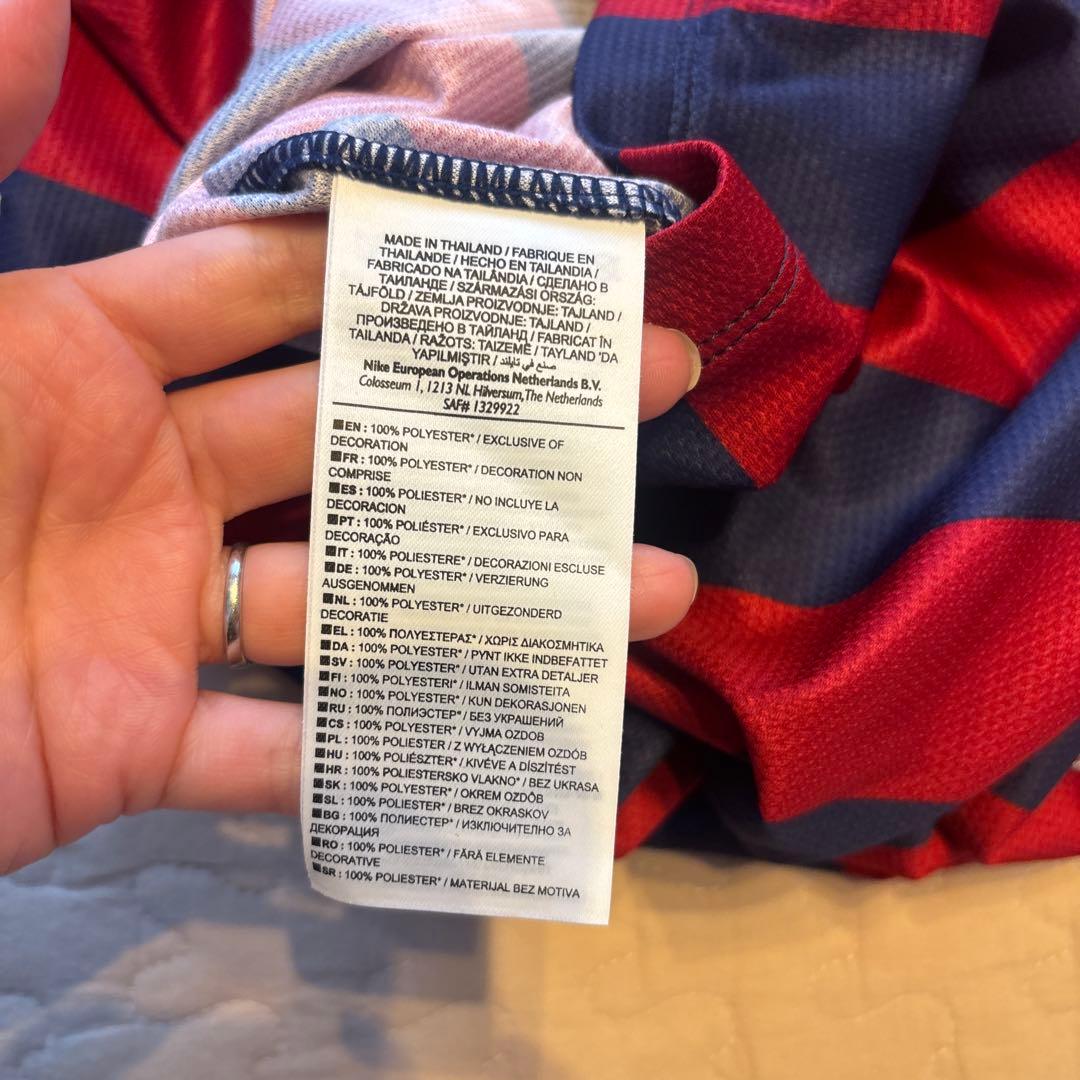 MADE IN THAILAND / FABRIQUE EN
THAILANDE / HECHO EN TAILANDIA /
FABRICADO NA TAILÂNDIA / СДЕЛАНО В
ТАИЛАНДЕ / SZÁRMAZÁSI ORSZÁG:
TÁJFÖLD / ZEMLJA PROIZVODNJE: TAJLAND /
DRŽAVA PROIZVODNJE: TAJLAND /
ПРОИЗВЕДЕНО В ТАЙЛАНД / FABRICAT ÎN
TAILANDA / RAŽOTS: TAIZEME / TAYLAND 'DA
YAPILMIŞTIR / صنع في تايلند
Nike European Operations Netherlands B.V.
Colosseum 1, 1213 NL Hilversum, The Netherlands
SAF# 1329922
EN : 100% POLYESTER* / EXCLUSIVE OF
DECORATION
FR : 100% POLYESTER* / DECORATION NON
COMPRISE
ES : 100% POLIESTER* / NO INCLUYE LA
DECORACION
PT : 100% POLIÉSTER* / EXCLUSIVO PARA
DECORAÇÃO
IT : 100% POLIESTERE* / DECORAZIONI ESCLUSE
DE : 100% POLYESTER* / VERZIERUNG
AUSGENOMMEN
NL : 100% POLYESTER* / UITGEZONDERD
DECORATIE
EL : 100% ΠΟΛΥΕΣΤΕΡΑΣ* / ΧΩΡΙΣ ΔΙΑΚΟΣΜΗΤΙΚΑ
DA : 100% POLYESTER* / PYNT IKKE INDBEFATTET
SV : 100% POLYESTER* / UTAN EXTRA DETALJER
FI : 100% POLYESTERI* / ILMAN SOMISTEITA
NO : 100% POLYESTER* / KUN DEKORASJONEN
RU : 100% ПОЛИЭСТЕР* / БЕЗ УКРАШЕНИЙ
CS : 100% POLYESTER* / VYJMA OZDOB
PL : 100% POLIESTER / Z WYŁĄCZENIEM OZDÓB
HU : 100% POLIÉSZTER* / KIVÉVE A DÍSZÍTÉST
HR : 100% POLIESTERSKO VLAKNO* / BEZ UKRASA
SK : 100% POLYESTER* / OKREM OZDÔB
SL : 100% POLIESTER* / BREZ OKRASKOV
BG : 100% ПОЛИЕСТЕР* / ИЗКЛЮЧИТЕЛНО ЗА
ДЕКОРАЦИЯ
RO : 100% POLIESTER* / FĂRĂ ELEMENTE
DECORATIVE
SR : 100% POLIESTER* / MATERIJAL BEZ MOTIVA